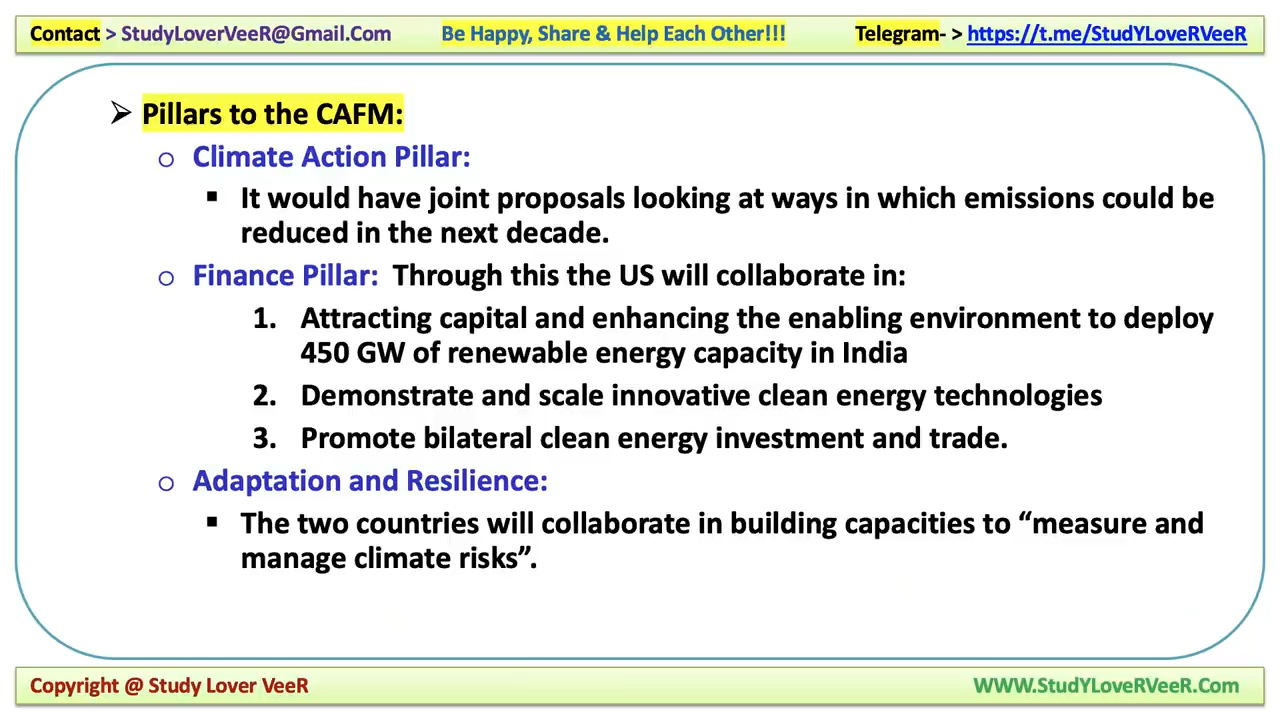 Contact > StudyLoverVeeR@Gmail.Com Be Happy, Share & Help Each Other!!! Telegram- > https://t.me/StudYLoveRVeeR
➢ Pillars to the CAFM:
o Climate Action Pillar:
▪ It would have joint proposals looking at ways in which emissions could be
reduced in the next decade.
o Finance Pillar: Through this the US will collaborate in:
1. Attracting capital and enhancing the enabling environment to deploy
450 GW of renewable energy capacity in India
2. Demonstrate and scale innovative clean energy technologies
3. Promote bilateral clean energy investment and trade.
o Adaptation and Resilience:
▪ The two countries will collaborate in building capacities to “measure and
manage climate risks”.
Copyright @ Study Lover VeeR WWW.StudYLoveRVeeR.Com